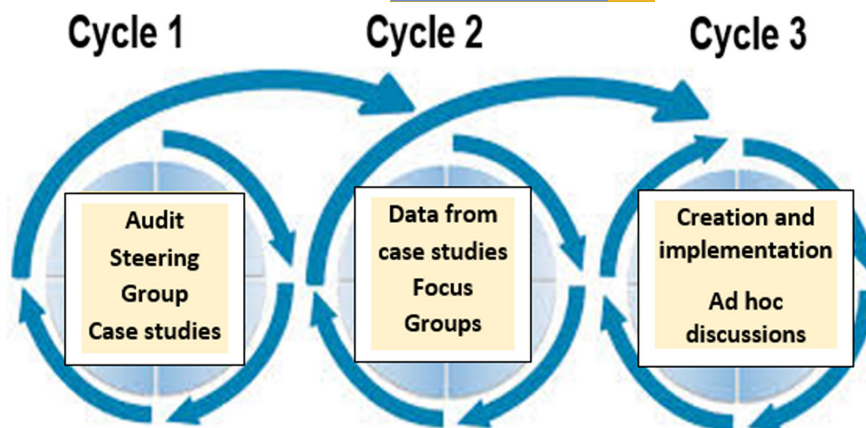 Cycle 1
Cycle 2
Cycle 3
Audit
Steering
Group
Case studies
Data from
case studies
Focus
Groups
Creation and
implementation
Ad hoc
discussions